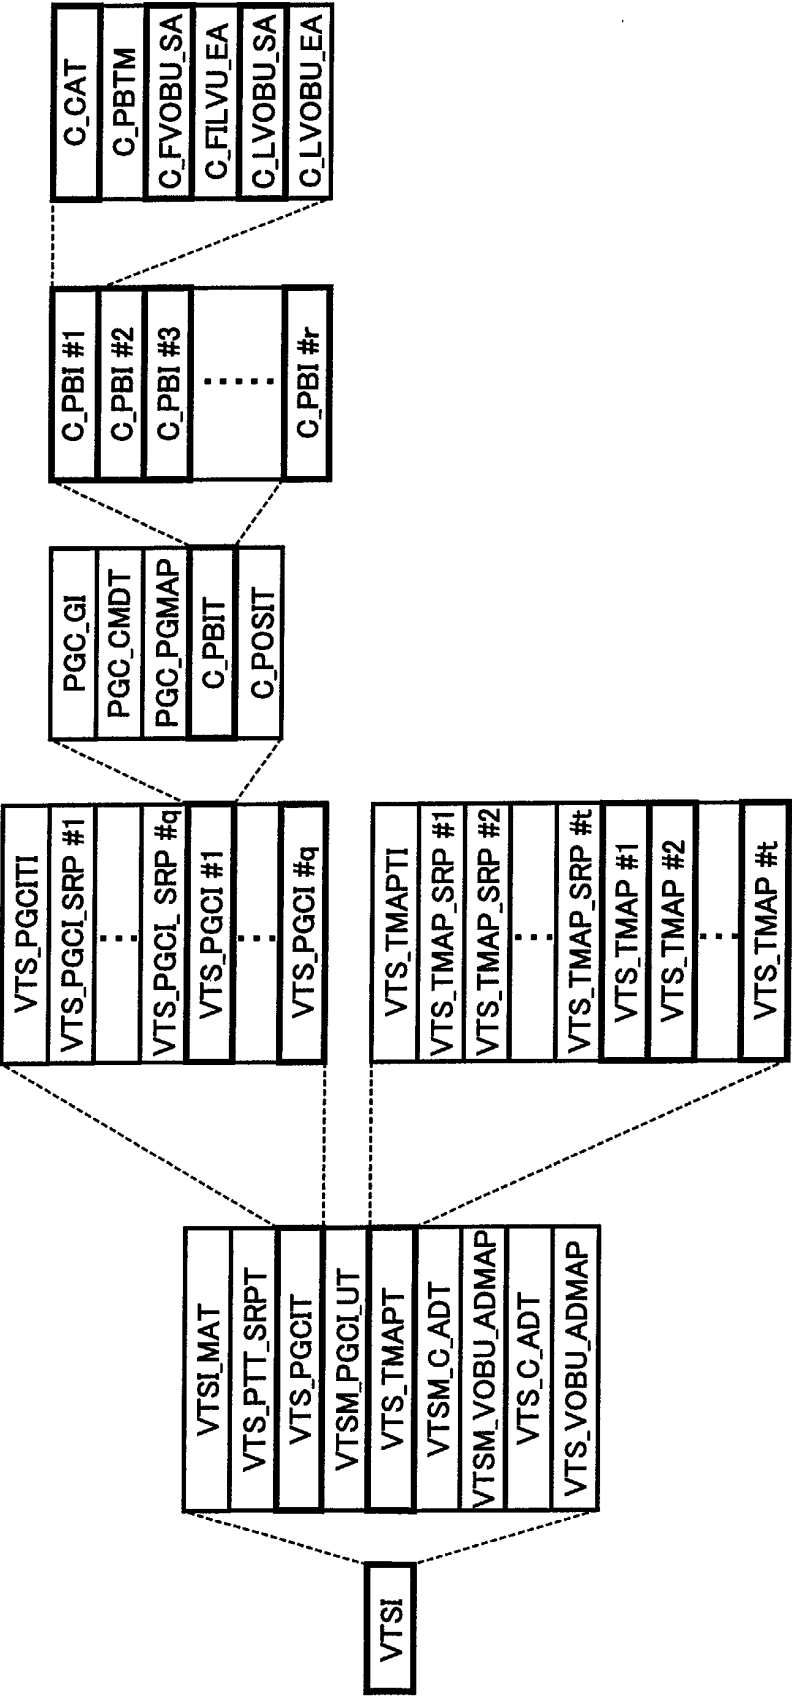 VTSI
VTSI_MAT
VTS_PTT_SRPT
VTS_PGCIT
VTSM_PGCI_UT
VTS_TMAPT
VTSM_C_ADT
VTSM_VOBU_ADMAP
VTS_C_ADT
VTS_VOBU_ADMAP
VTS_PGCITI
VTS_PGCI_SRP #1
...
VTS_PGCI_ SRP #q
VTS_PGCI #1
...
VTS_PGCI #q
VTS_TMAPTI
VTS_TMAP_SRP #1
VTS_TMAP_SRP #2
...
VTS_TMAP_SRP #t
VTS_TMAP #1
VTS_TMAP #2
...
VTS_TMAP #t
PGC_GI
PGC_CMDT
PGC_PGMAP
C_PBIT
C_POSIT
C_PBI #1
C_PBI #2
C_PBI #3
......
C_PBI #r
C_CAT
C_PBTM
C_FVOBU_SA
C_FILVU_EA
C_LVOBU_SA
C_LVOBU_EA